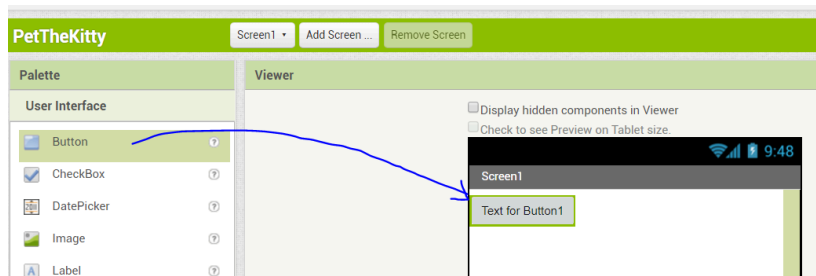 PetTheKitty
Screen1
Add Screen ...
Remove Screen
Palette
Viewer
User Interface
Button
?
CheckBox
?
DatePicker
?
Image
?
Label
?
Display hidden components in Viewer
Check to see Preview on Tablet size.
9:48
Screen1
Text for Button1